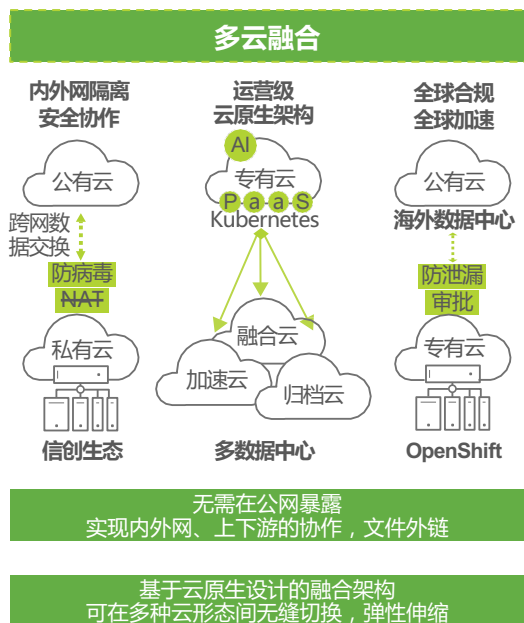 多云融合
内外网隔离
安全协作
公有云
跨网数
据交换
防病毒
NAT
私有云
信创生态
运营级
云原生架构
AI
专有云
PaaS
Kubernetes
融合云
加速云
归档云
多数据中心
全球合规
全球加速
公有云
海外数据中心
防泄漏
审批
专有云
OpenShift
无需在公网暴露
实现内外网、上下游的协作，文件外链
基于云原生设计的融合架构
可在多种云形态间无缝切换，弹性伸缩